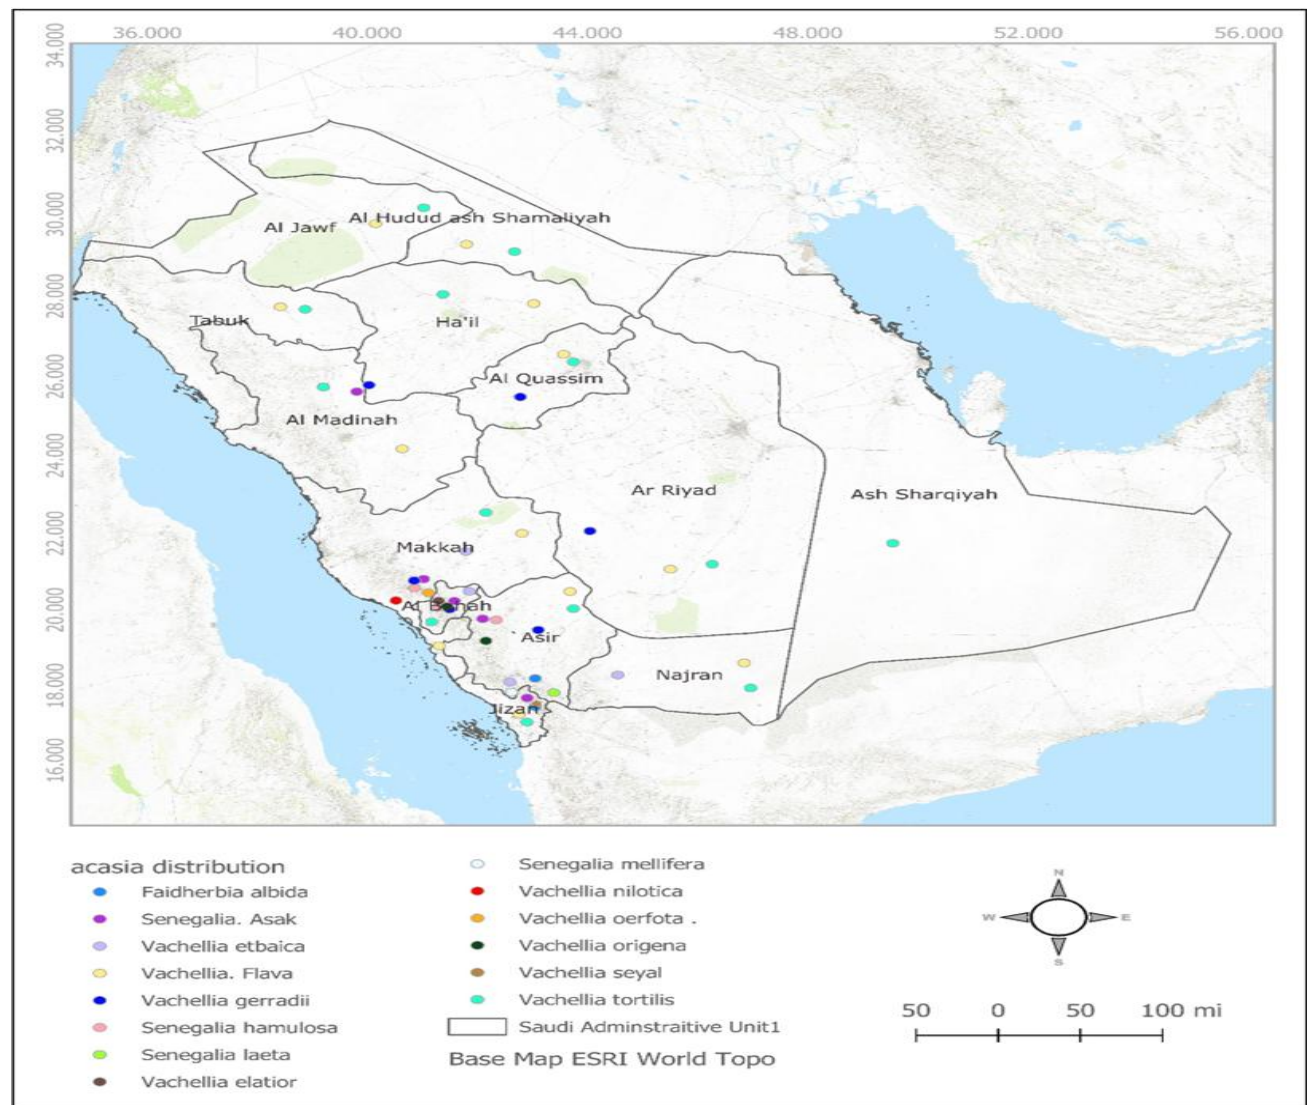 36.000 40.000 44.000 48.000 52.000 56.000
34.000
32.000
30.000
28.000
26.000
24.000
22.000
20.000
18.000
16.000
Al Hudud ash Shamaliyah
Al Jawf
Tabuk
Ha'il
Al Quassim
Al Madinah
Ar Riyad
Ash Sharqiyah
Makkah
Al Bahah
`Asir
Najran
Jizan
acasia distribution
Faidherbia albida
Senegalia. Asak
Vachellia etbaica
Vachellia. Flava
Vachellia gerradii
Senegalia hamulosa
Senegalia laeta
Vachellia elatior
Senegalia mellifera
Vachellia nilotica
Vachellia oerfota .
Vachellia origena
Vachellia seyal
Vachellia tortilis
Saudi Adminstraitive Unit1
Base Map ESRI World Topo
N
W E
S
50 0 50 100 mi